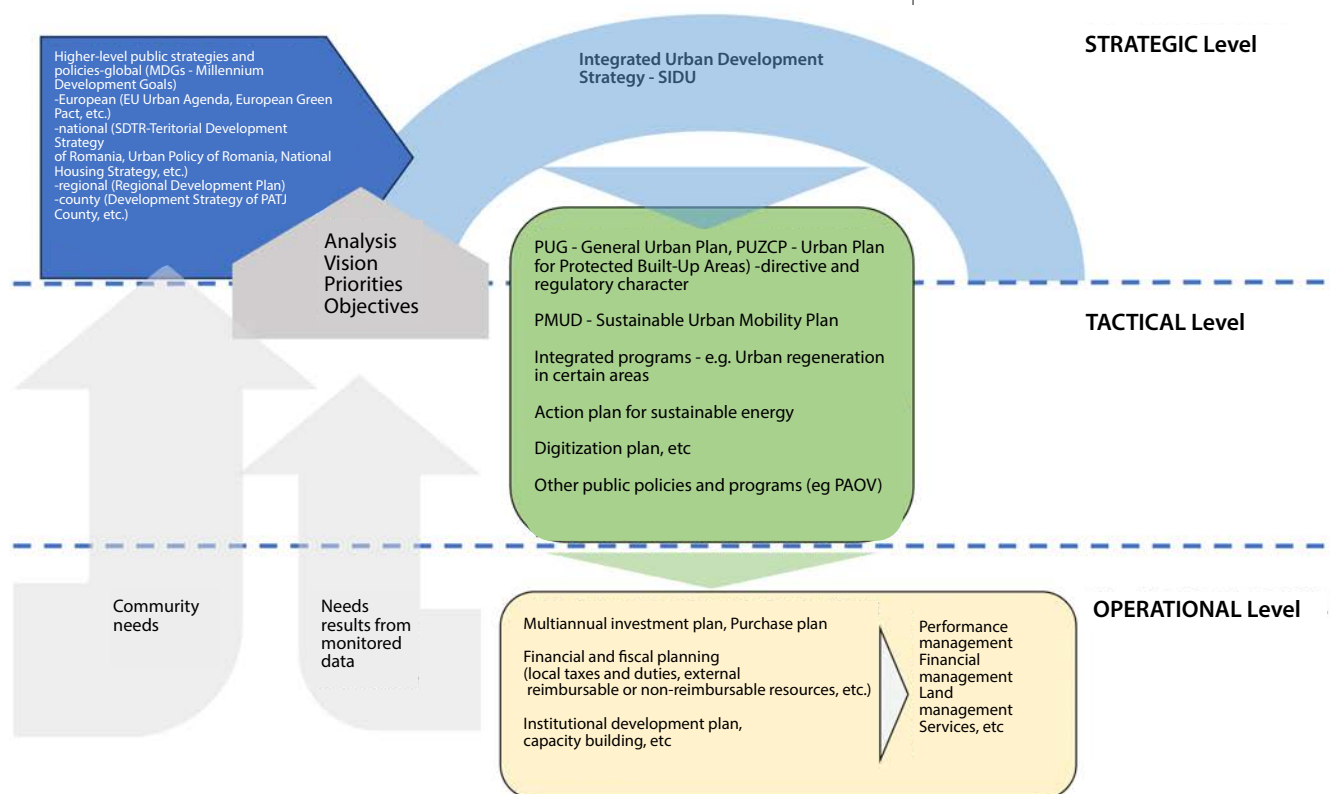 Higher-level public strategies and
policies-global (MDGs - Millennium
Development Goals)
-European (EU Urban Agenda, European Green
Pact, etc.)
-national (SDTR-Teritorial Development
Strategy
of Romania, Urban Policy of Romania, National
Housing Strategy, etc.)
-regional (Regional Development Plan)
-county (Development Strategy of PATJ
County, etc.)
Integrated Urban Development
Strategy - SIDU
STRATEGIC Level
Analysis
Vision
Priorities
Objectives
PUG - General Urban Plan, PUZCP - Urban Plan
for Protected Built-Up Areas) -directive and
regulatory character
PMUD - Sustainable Urban Mobility Plan
Integrated programs - e.g. Urban regeneration
in certain areas
Action plan for sustainable energy
Digitization plan, etc
Other public policies and programs (eg PAOV)
TACTICAL Level
Community
needs
Needs
results from
monitored
data
Multiannual investment plan, Purchase plan
Financial and fiscal planning
(local taxes and duties, external
reimbursable or non-reimbursable resources, etc.)
Institutional development plan,
capacity building, etc
Performance
management
Financial
management
Land
management
Services, etc
OPERATIONAL Level